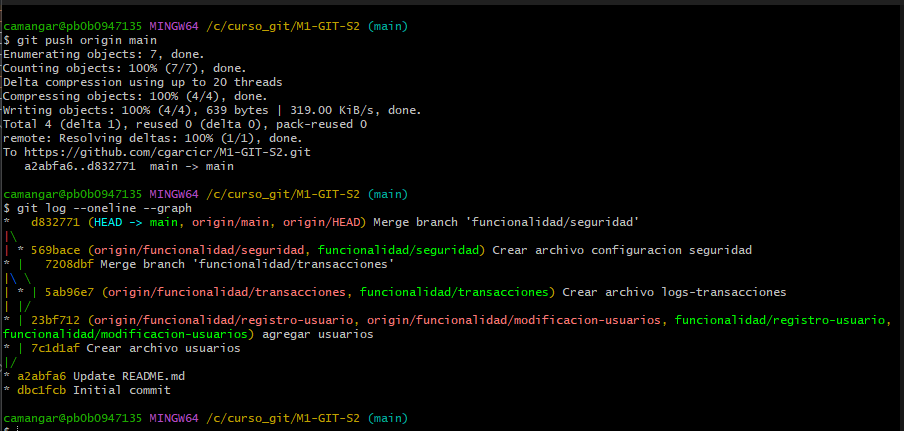 camangar@pb0b0947135 MINGW64 /c/curso_git/M1-GIT-S2 (main)
$ git push origin main
Enumerating objects: 7, done.
Counting objects: 100% (7/7), done.
Delta compression using up to 20 threads
Compressing objects: 100% (4/4), done.
Writing objects: 100% (4/4), 639 bytes | 319.00 KiB/s, done.
Total 4 (delta 1), reused 0 (delta 0), pack-reused 0
remote: Resolving deltas: 100% (1/1), done.
To https://github.com/cgarcicr/M1-GIT-S2.git
   a2abfa6..d832771  main -> main
camangar@pb0b0947135 MINGW64 /c/curso_git/M1-GIT-S2 (main)
$ git log --oneline --graph
*   d832771 (HEAD -> main, origin/main, origin/HEAD) Merge branch 'funcionalidad/seguridad'
|\
| * 569bace (origin/funcionalidad/seguridad, funcionalidad/seguridad) Crear archivo configuracion seguridad
* |   7208dbf Merge branch 'funcionalidad/transacciones'
|\ \
| * | 5ab96e7 (origin/funcionalidad/transacciones, funcionalidad/transacciones) Crear archivo logs-transacciones
| |/
* | 23bf712 (origin/funcionalidad/registro-usuario, origin/funcionalidad/modificacion-usuarios, funcionalidad/registro-usuario,
funcionalidad/modificacion-usuarios) agregar usuarios
* | 7c1d1af Crear archivo usuarios
|/
* a2abfa6 Update README.md
* dbc1fcb Initial commit
camangar@pb0b0947135 MINGW64 /c/curso_git/M1-GIT-S2 (main)
$